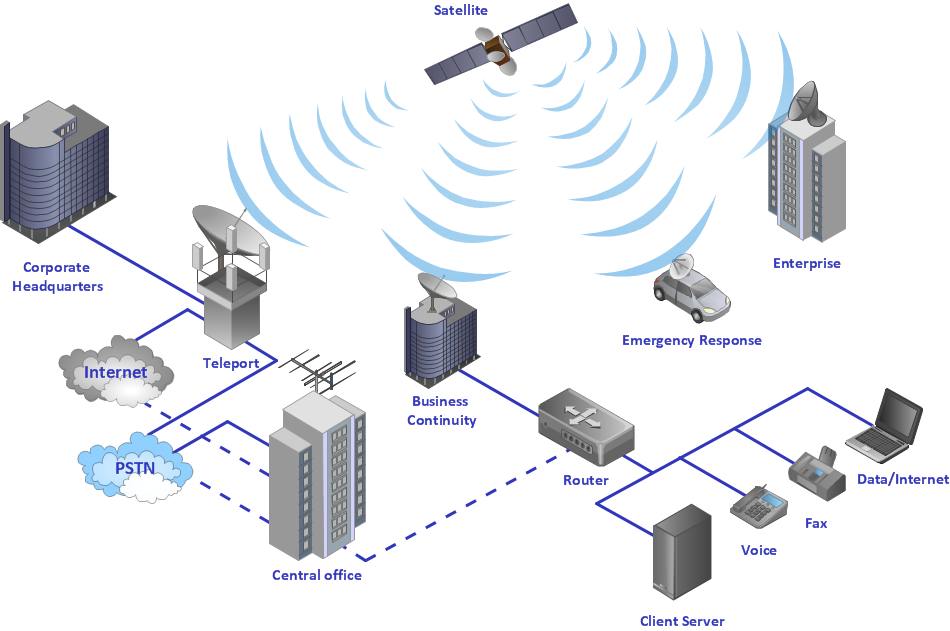 Satellite
Corporate
Headquarters
Enterprise
Emergency Response
Teleport
Internet
Business
Continuity
PSTN
Router
Data/Internet
Fax
Voice
Central office
Client Server